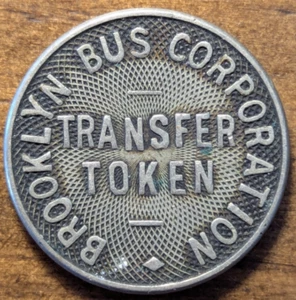 BROOKLYN BUS CORPORATION
TRANSFER
TOKEN